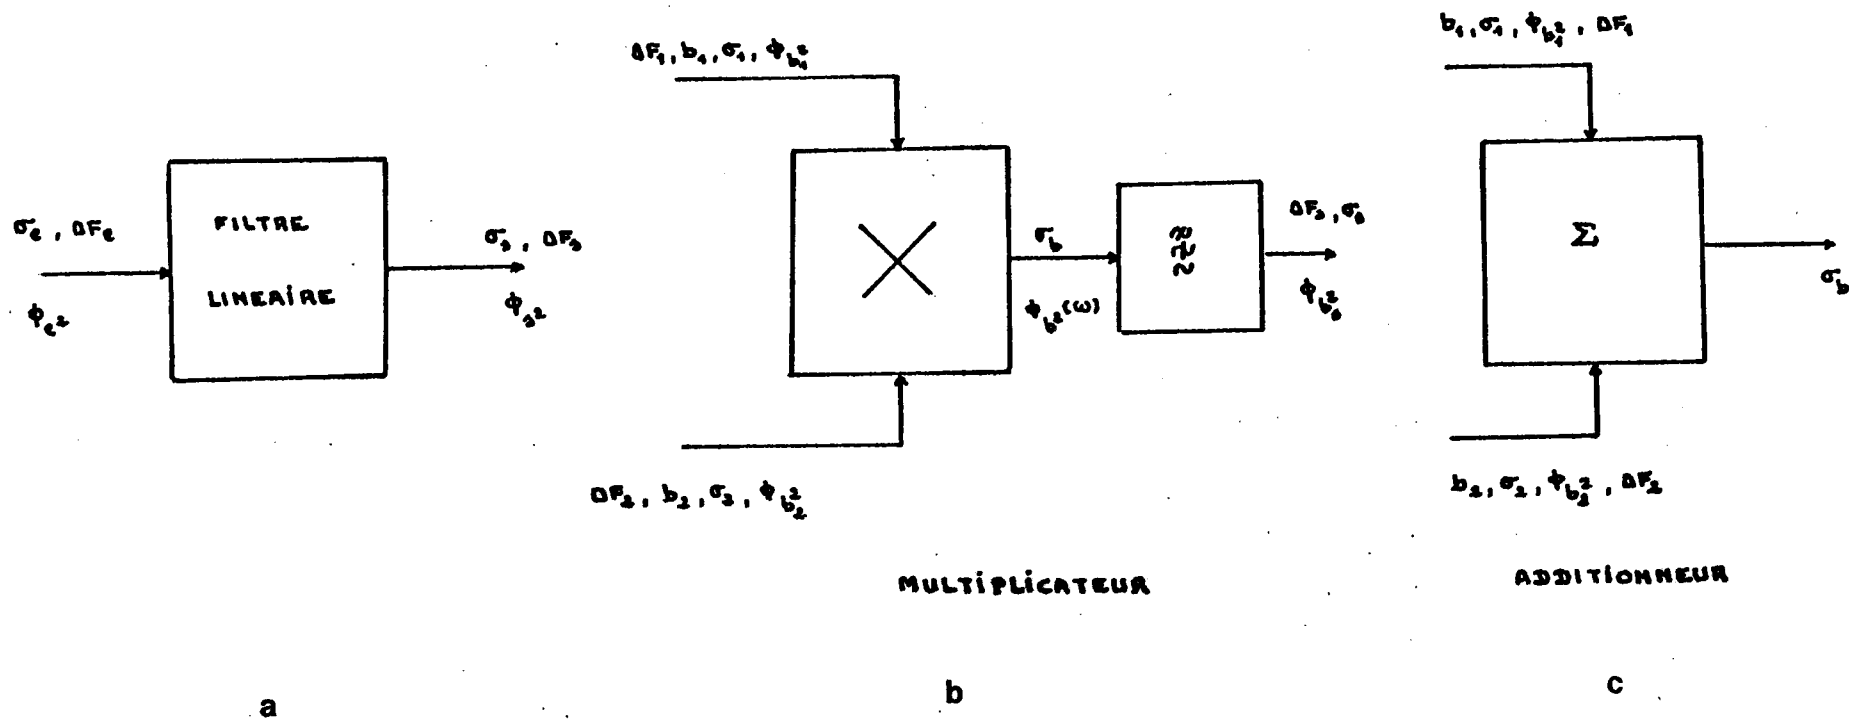 σe, ΔFe
ϕe²
FILTRE
LINEAIRE
σs, ΔFs
ϕs²
ΔF₁, b₁, σ₁, ϕb₁²
σb
ϕb²(ω)
ΔFs, σs
ϕbs²
ΔF₂, b₂, σ₂, ϕb₂²
MULTIPLICATEUR
b₁, σ₁, ϕb₁², ΔF₁
Σ
σb
b₂, σ₂, ϕb₂², ΔF₂
ADDITIONNEUR
a
b
c